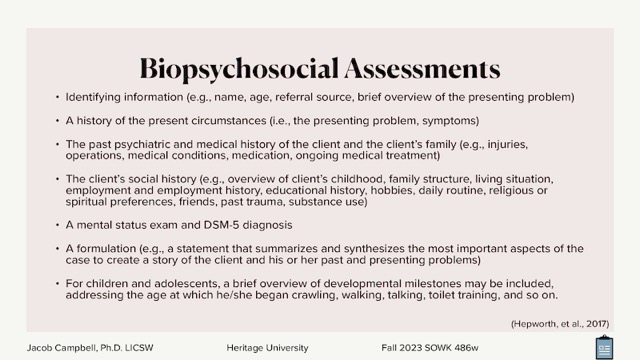 Biopsychosocial Assessments
• Identifying information (e.g., name, age, referral source, brief overview of the presenting problem)
• A history of the present circumstances (i.e., the presenting problem, symptoms)
• The past psychiatric and medical history of the client and the client's family (e.g., injuries,
operations, medical conditions, medication, ongoing medical treatment)
• The client's social history (e.g., overview of client's childhood, family structure, living situation,
employment and employment history, educational history, hobbies, daily routine, religious or
spiritual preferences, friends, past trauma, substance use)
• A mental status exam and DSM-5 diagnosis
• A formulation (e.g., a statement that summarizes and synthesizes the most important aspects of the
case to create a story of the client and his or her past and presenting problems)
• For children and adolescents, a brief overview of developmental milestones may be included,
addressing the age at which he/she began crawling, walking, talking, toilet training, and so on.
(Hepworth, et al., 2017)
Jacob Campbell, Ph.D. LICSW Heritage University Fall 2023 SOWK 486w